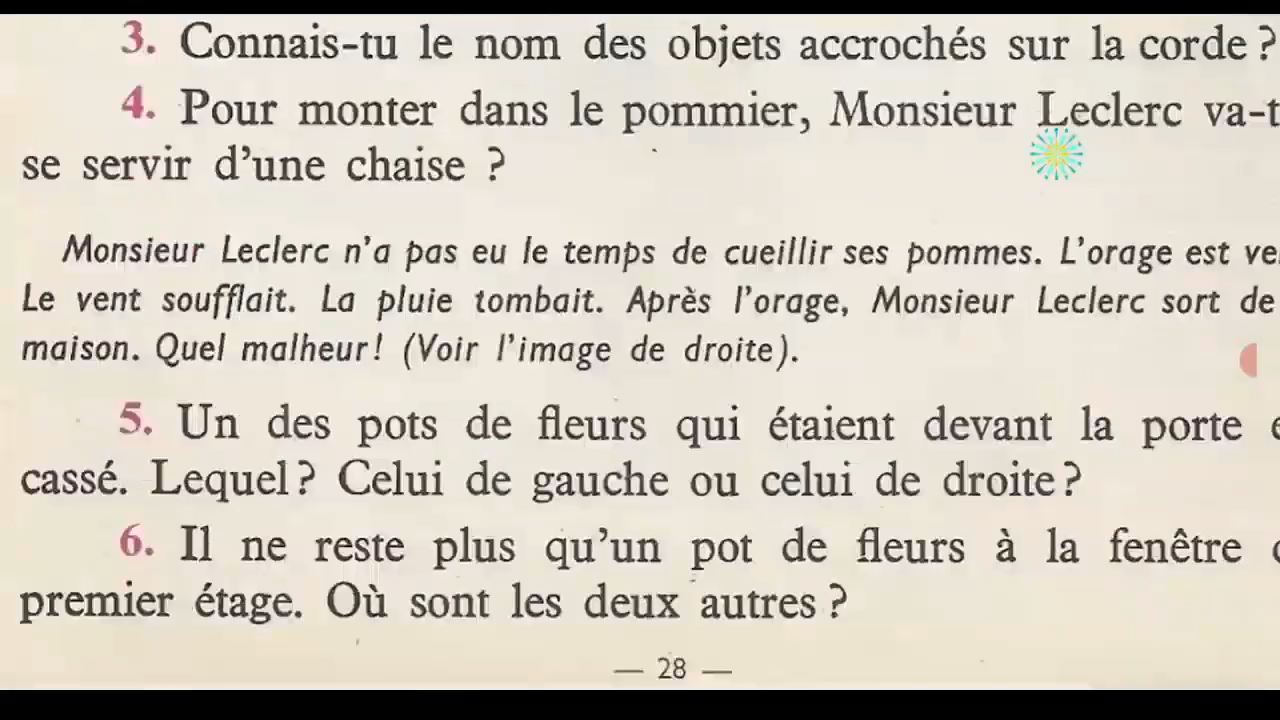 3. Connais-tu le nom des objets accrochés sur la corde ?
4. Pour monter dans le pommier, Monsieur Leclerc va-t
se servir d'une chaise ?
Monsieur Leclerc n'a pas eu le temps de cueillir ses pommes. L'orage est
Le vent soufflait. La pluie tombait. Après l'orage, Monsieur Leclerc sort de
maison. Quel malheur! (Voir l'image de droite).
5. Un des pots de fleurs qui étaient devant la porte
cassé. Lequel? Celui de gauche ou celui de droite?
6. Il ne reste plus qu'un pot de fleurs à la fenêtre
premier étage. Où sont les deux autres ?
— 28 —